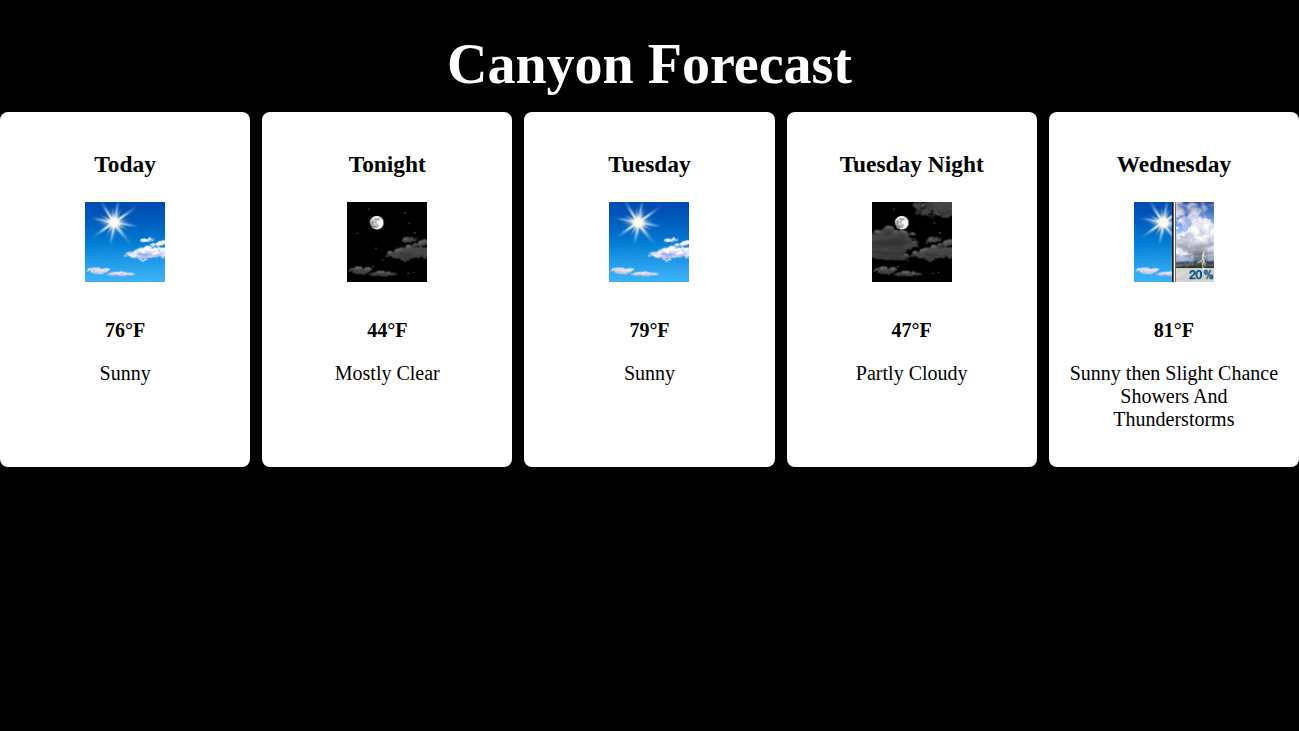 Canyon Forecast
Today
76°F
Sunny
Tonight
44°F
Mostly Clear
Tuesday
79°F
Sunny
Tuesday Night
47°F
Partly Cloudy
Wednesday
20%
81°F
Sunny then Slight Chance
Showers And
Thunderstorms